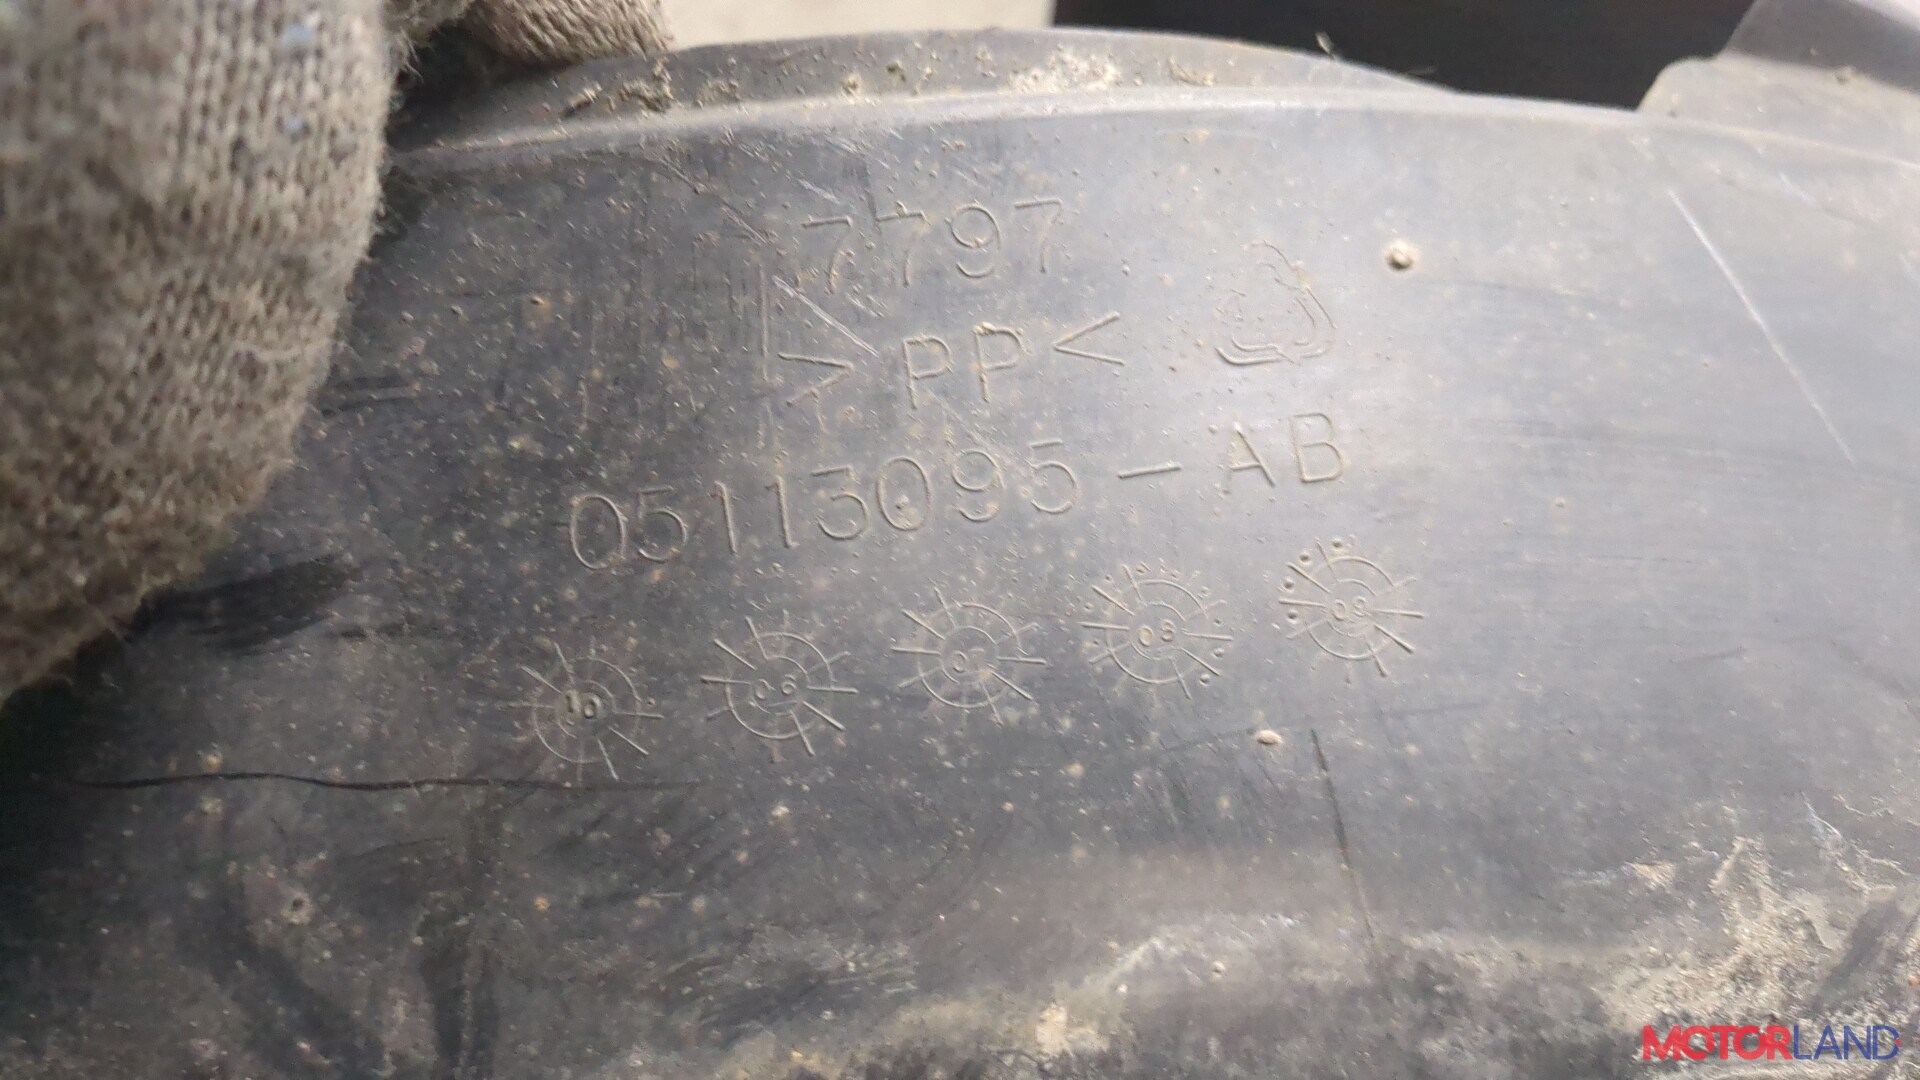 7797
>PP<
05113095-AB
10 06 07 08 09
MOTORLAND